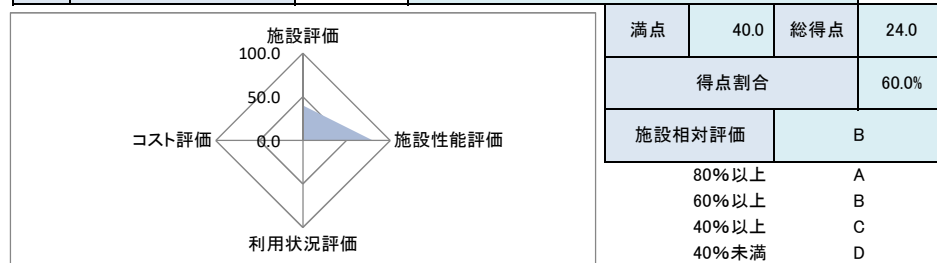 施設評価
100.0
50.0
0.0
コスト評価
施設性能評価
利用状況評価
満点 40.0 総得点 24.0
得点割合 60.0%
施設相対評価 B
80%以上 A
60%以上 B
40%以上 C
40%未満 D